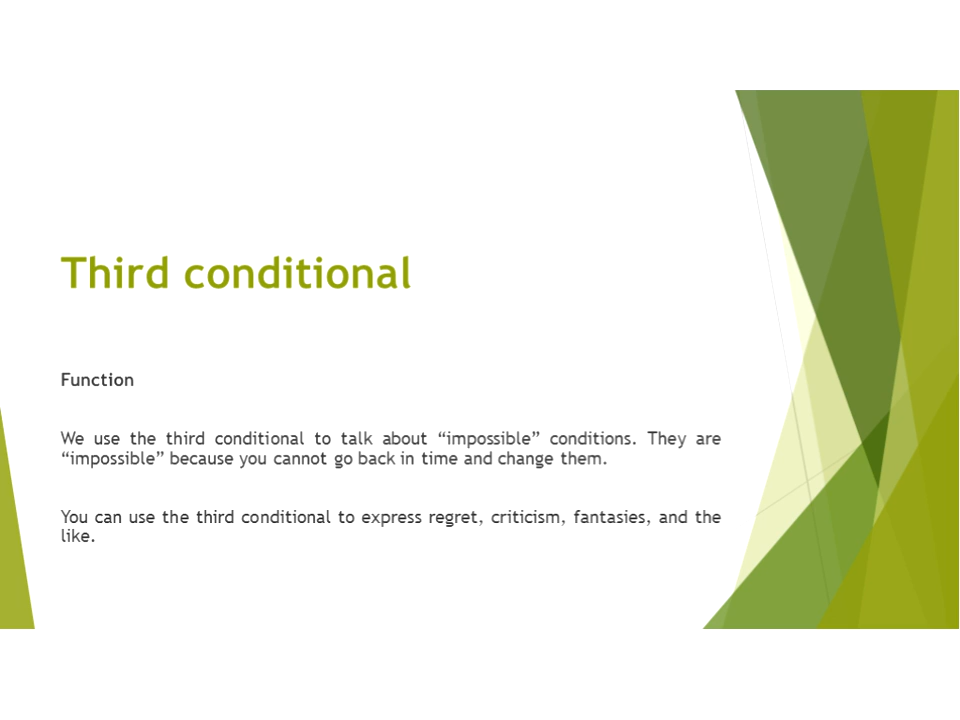 Third conditional
Function
We use the third conditional to talk about “impossible” conditions. They are
“impossible” because you cannot go back in time and change them.
You can use the third conditional to express regret, criticism, fantasies, and the
like.